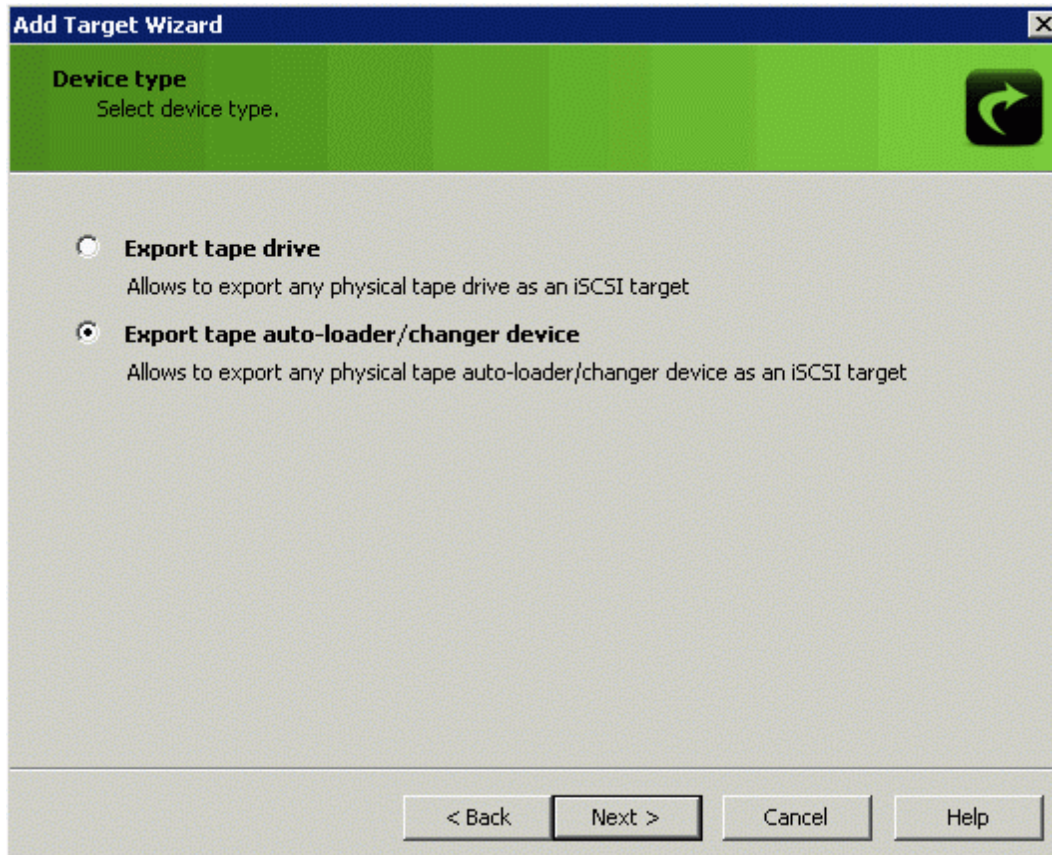 Add Target Wizard
Device type
Select device type.
Export tape drive
Allows to export any physical tape drive as an iSCSI target
Export tape auto-loader/changer device
Allows to export any physical tape auto-loader/changer device as an iSCSI target
< Back Next > Cancel Help